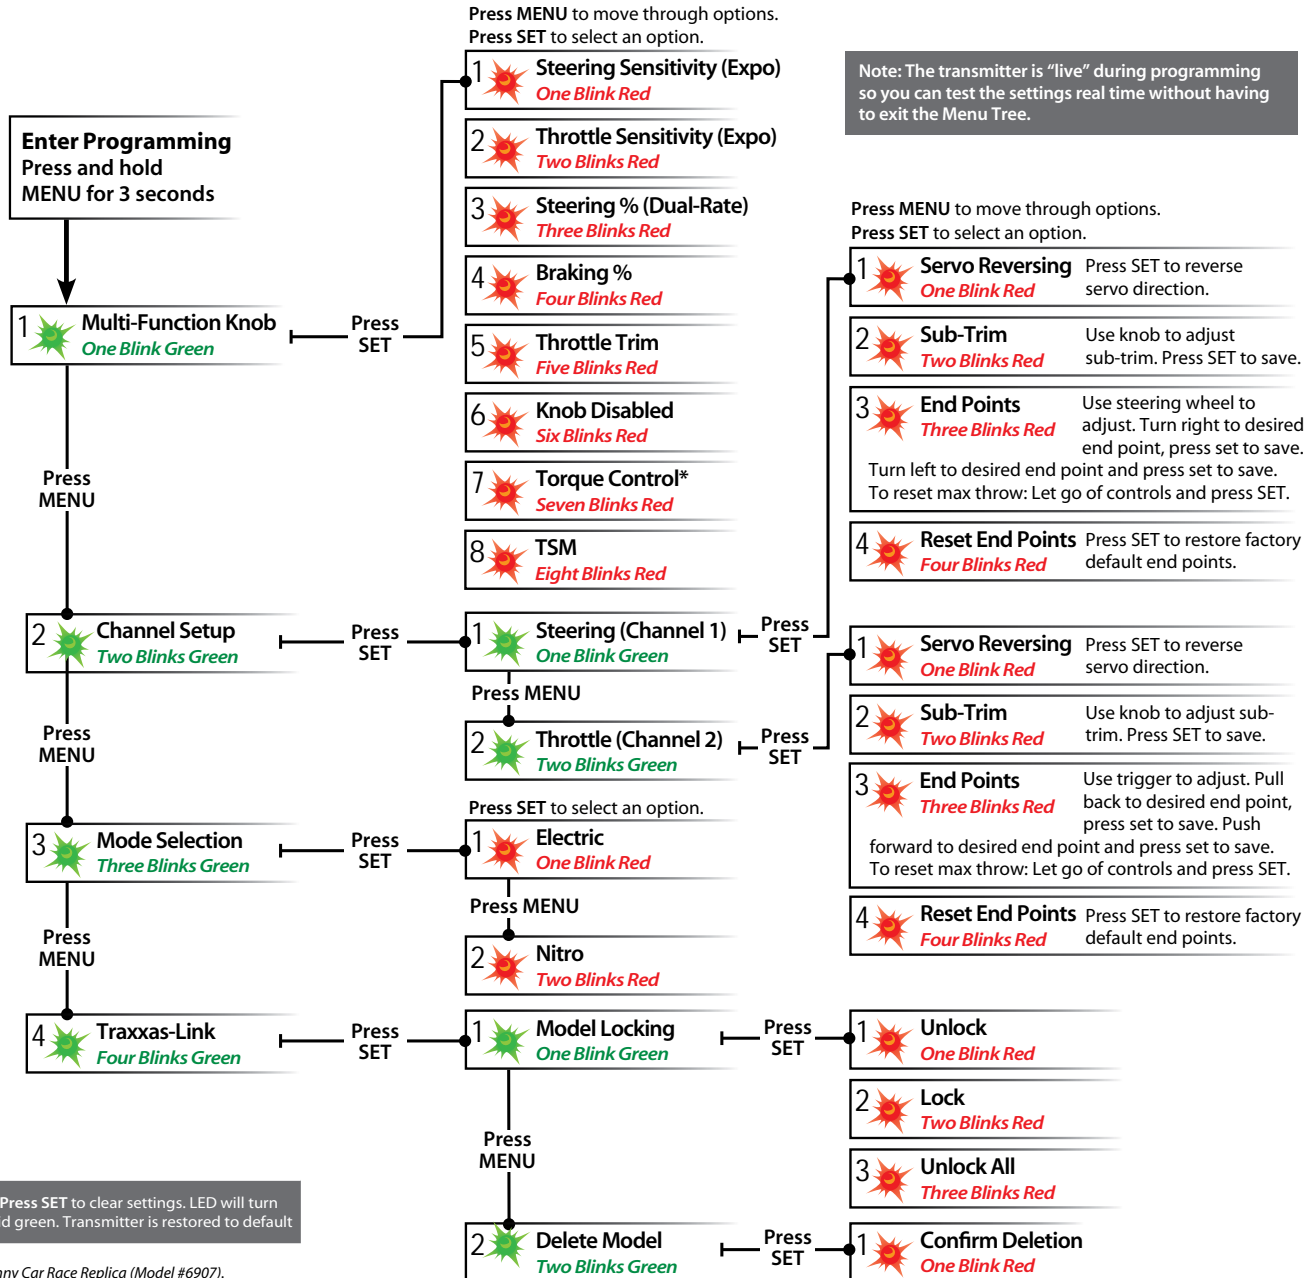 Press MENU to move through options.
Press SET to select an option.
Note: The transmitter is “live” during programming
so you can test the settings real time without having
to exit the Menu Tree.
Enter Programming
Press and hold
MENU for 3 seconds
1 Steering Sensitivity (Expo)
One Blink Red
2 Throttle Sensitivity (Expo)
Two Blinks Red
3 Steering % (Dual-Rate)
Three Blinks Red
4 Braking %
Four Blinks Red
5 Throttle Trim
Five Blinks Red
6 Knob Disabled
Six Blinks Red
7 Torque Control*
Seven Blinks Red
8 TSM
Eight Blinks Red
1 Multi-Function Knob
One Blink Green
Press
SET
Press
MENU
2 Channel Setup
Two Blinks Green
Press
SET
1 Steering (Channel 1)
One Blink Green
Press
SET
Press MENU
2 Throttle (Channel 2)
Two Blinks Green
Press
SET
Press MENU to move through options.
Press SET to select an option.
1 Servo Reversing
One Blink Red
Press SET to reverse
servo direction.
2 Sub-Trim
Two Blinks Red
Use knob to adjust
sub-trim. Press SET to save.
3 End Points
Three Blinks Red
Use steering wheel to
adjust. Turn right to desired
end point, press set to save.
Turn left to desired end point and press set to save.
To reset max throw: Let go of controls and press SET.
4 Reset End Points
Four Blinks Red
Press SET to restore factory
default end points.
1 Servo Reversing
One Blink Red
Press SET to reverse
servo direction.
2 Sub-Trim
Two Blinks Red
Use knob to adjust sub-
trim. Press SET to save.
3 End Points
Three Blinks Red
Use trigger to adjust. Pull
back to desired end point,
press set to save. Push
forward to desired end point and press set to save.
To reset max throw: Let go of controls and press SET.
4 Reset End Points
Four Blinks Red
Press SET to restore factory
default end points.
Press
MENU
3 Mode Selection
Three Blinks Green
Press
SET
Press SET to select an option.
1 Electric
One Blink Red
Press MENU
2 Nitro
Two Blinks Red
Press
MENU
4 Traxxas-Link
Four Blinks Green
Press
SET
1 Model Locking
One Blink Green
Press
SET
1 Unlock
One Blink Red
2 Lock
Two Blinks Red
3 Unlock All
Three Blinks Red
Press
MENU
2 Delete Model
Two Blinks Green
Press
SET
1 Confirm Deletion
One Blink Red
Press SET to clear settings. LED will turn
id green. Transmitter is restored to default
nny Car Race Replica (Model #6907).